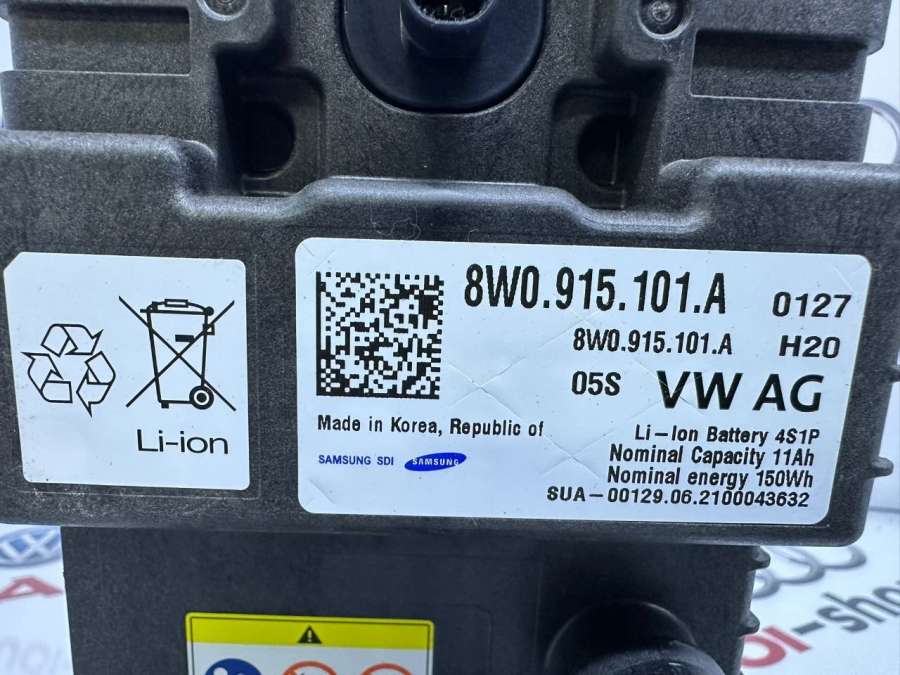 8W0.915.101.A 0127
8W0.915.101.A H20
05S VW AG
Made in Korea, Republic of
SAMSUNG SDI SAMSUNG
Li-Ion Battery 4S1P
Nominal Capacity 11Ah
Nominal energy 150Wh
SUA-00129.06.2100043632
Li-ion